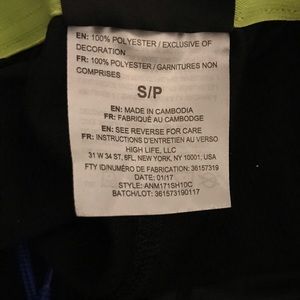 EN: 100% POLYESTER / EXCLUSIVE OF
DECORATION
FR: 100% POLYESTER / GARNITURES NON
COMPRISES
S/P
EN: MADE IN CAMBODIA
FR: FABRIQUÉ AU CAMBODGE
EN: SEE REVERSE FOR CARE
FR: INSTRUCTIONS D'ENTRETIEN AU VERSO
HIGH LIFE, LLC
31 W 34 ST, 6FL, NEW YORK, NY 10001, USA
FTY ID/NUMÉRO DE FABRICATION: 36157319
DATE: 01/17
STYLE: ANM171SH10C
BATCH/LOT: 361573190117